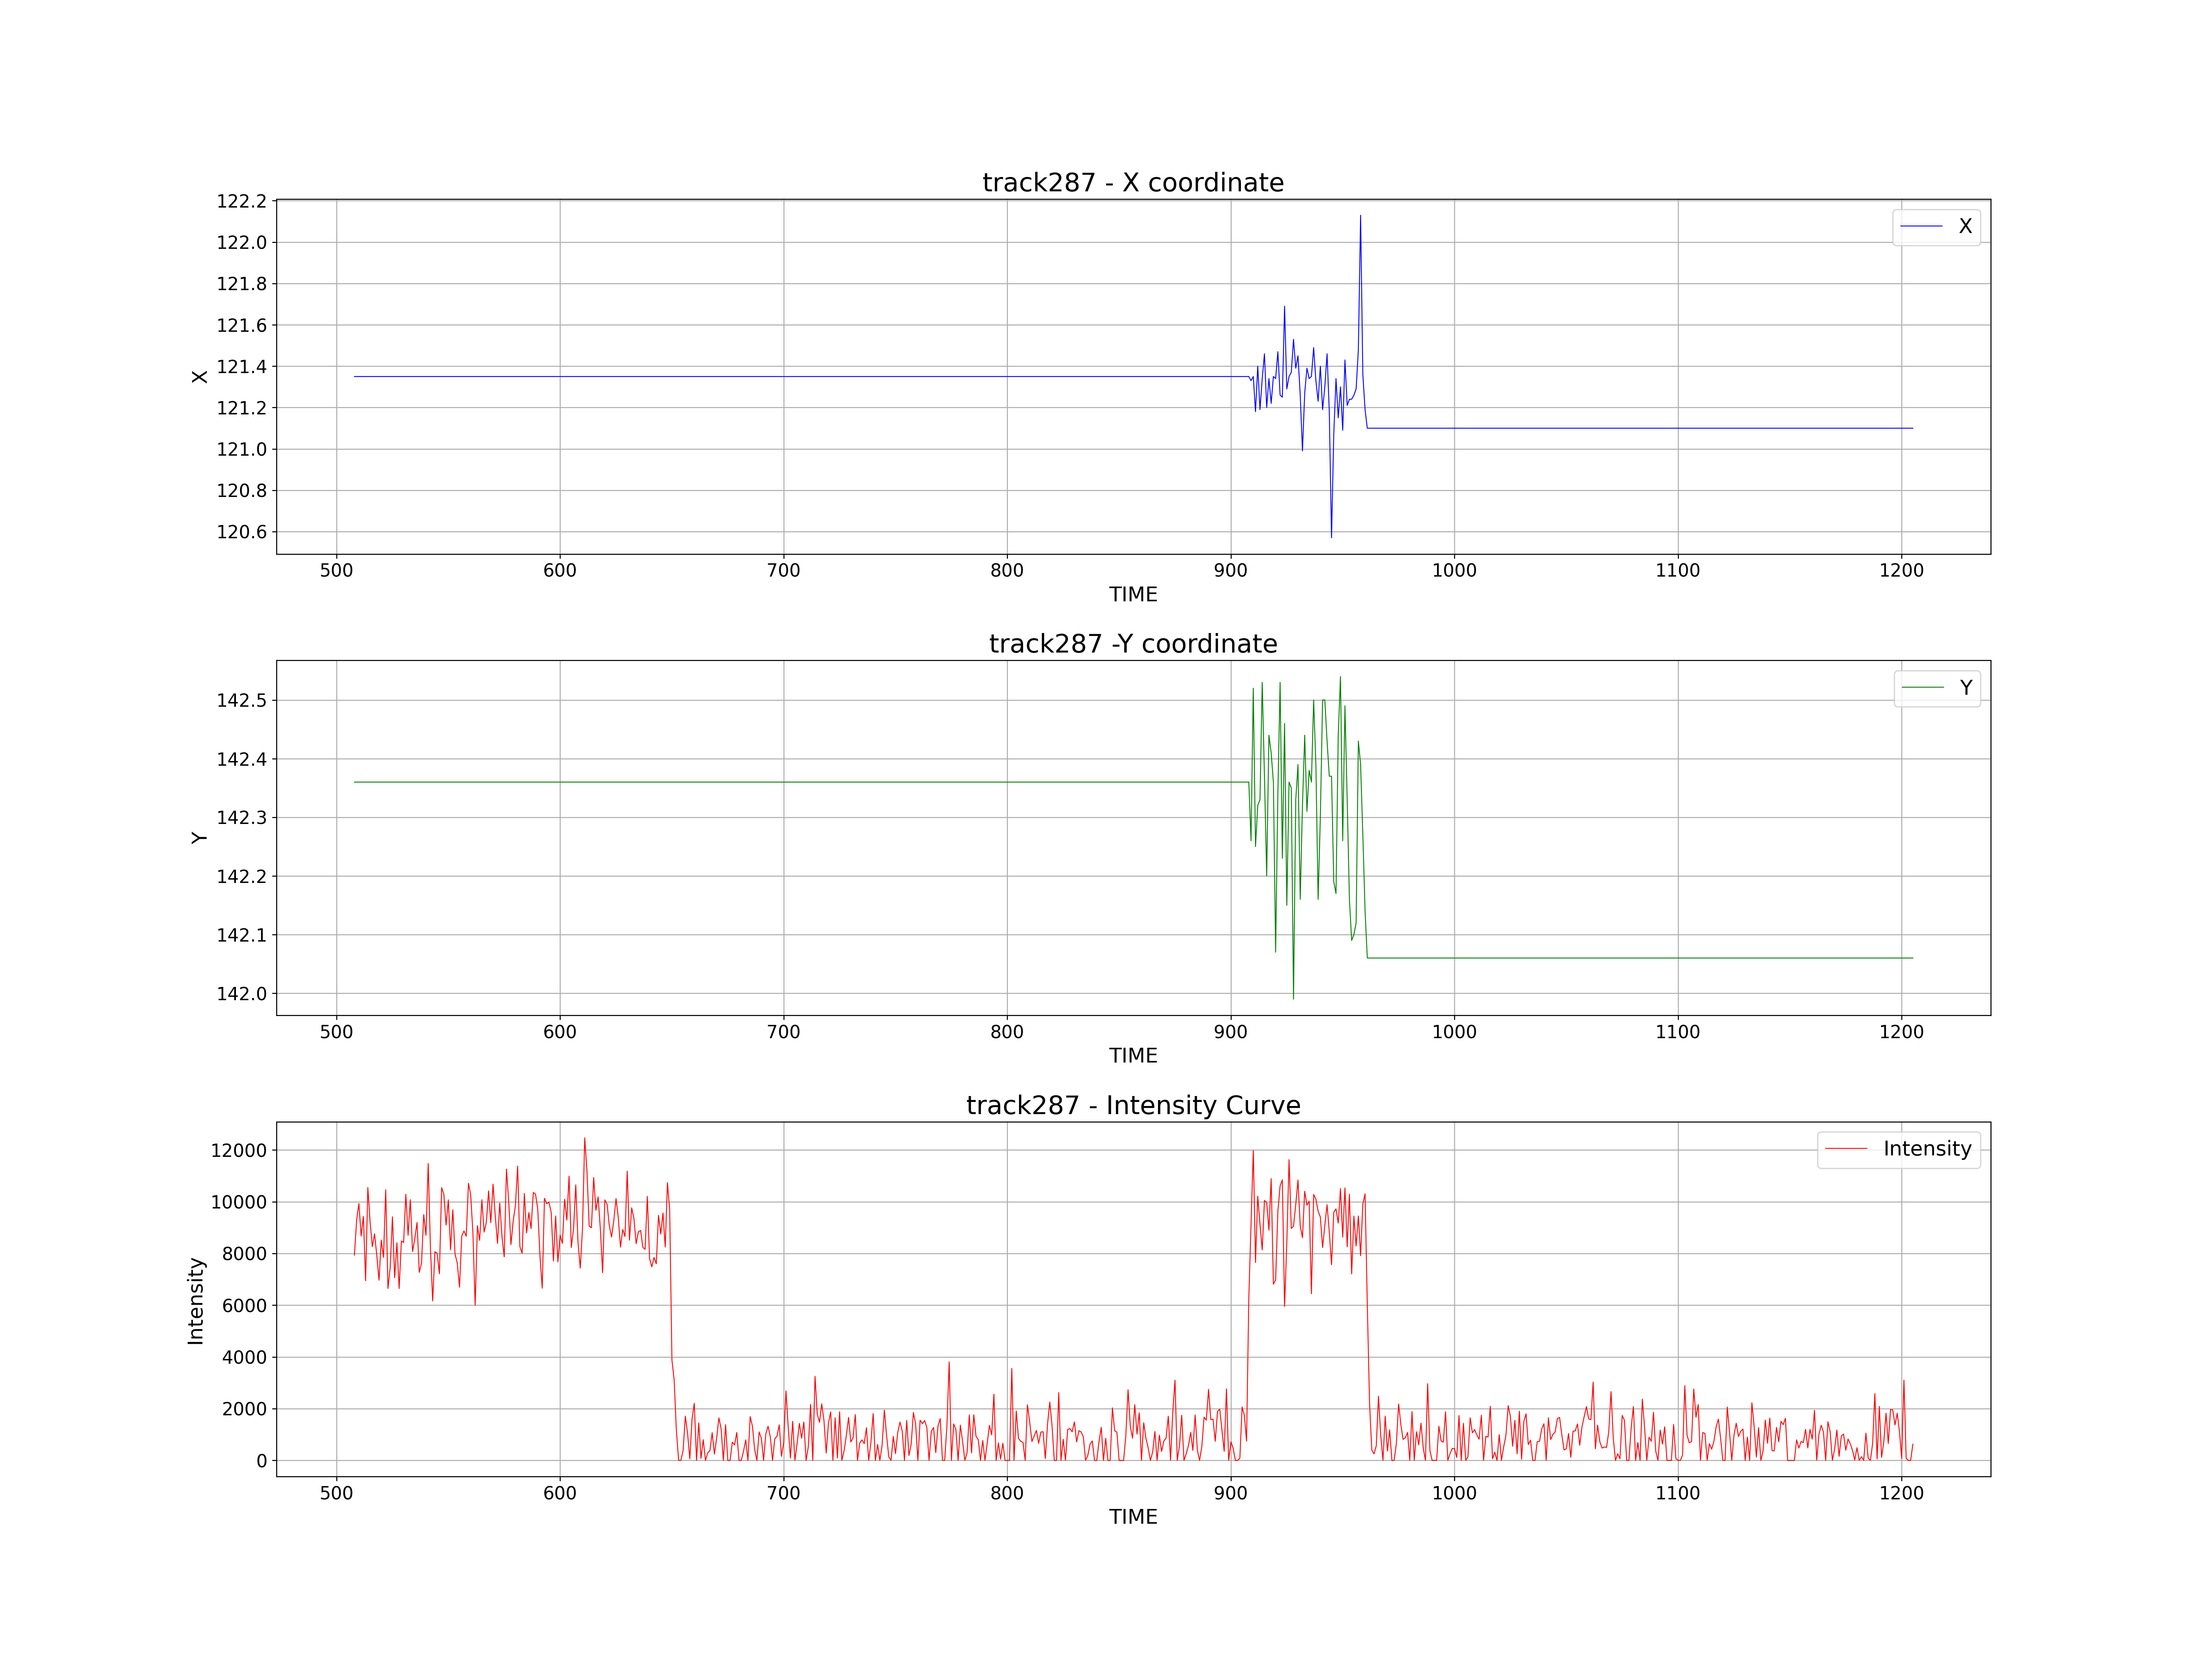 track287 - X coordinate
122.2
122.0
121.8
121.6
121.4
121.2
121.0
120.8
120.6
X
X
500 600 700 800 900 1000 1100 1200
TIME
track287 -Y coordinate
142.5
142.4
142.3
142.2
142.1
142.0
Y
Y
500 600 700 800 900 1000 1100 1200
TIME
track287 - Intensity Curve
12000
10000
8000
6000
4000
2000
0
Intensity
Intensity
500 600 700 800 900 1000 1100 1200
TIME